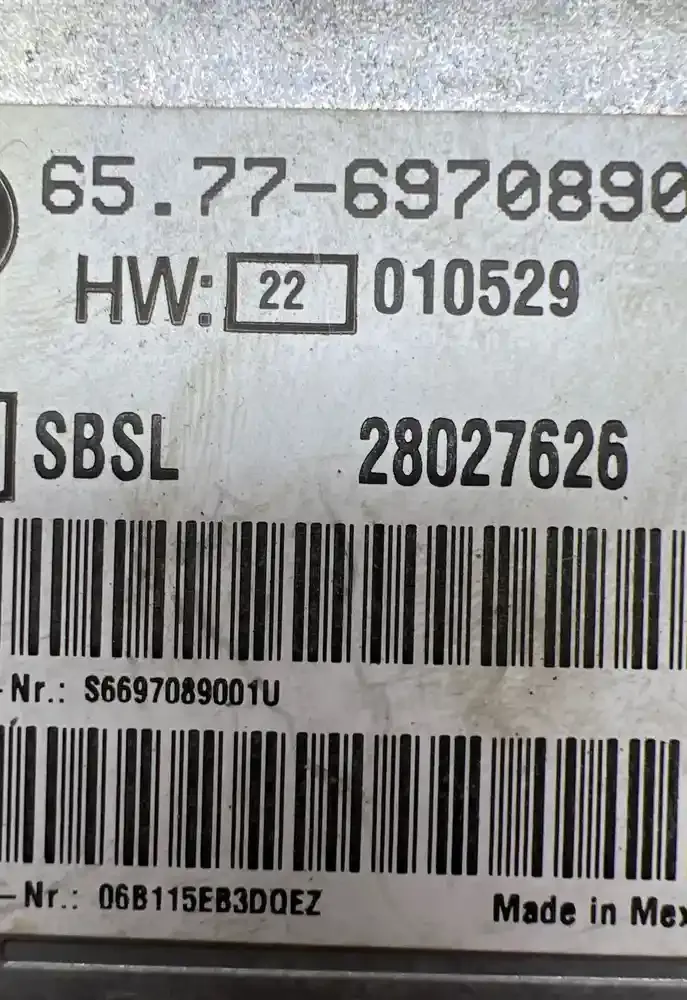 65.77-6970890
HW: 22 010529
SBSL 28027626
-Nr.: S6697089001U
-Nr.: 06B115EB3DQEZ
Made in Mex